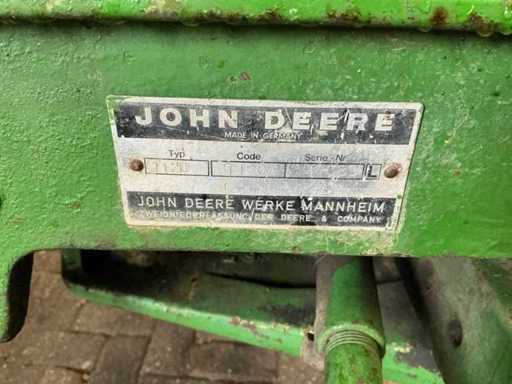 JOHN DEERE
MADE IN GERMANY
Typ Code Serie-Nr.
L
JOHN DEERE WERKE MANNHEIM
ZWEIGNIEDERLASSUNG DER DEERE & COMPANY